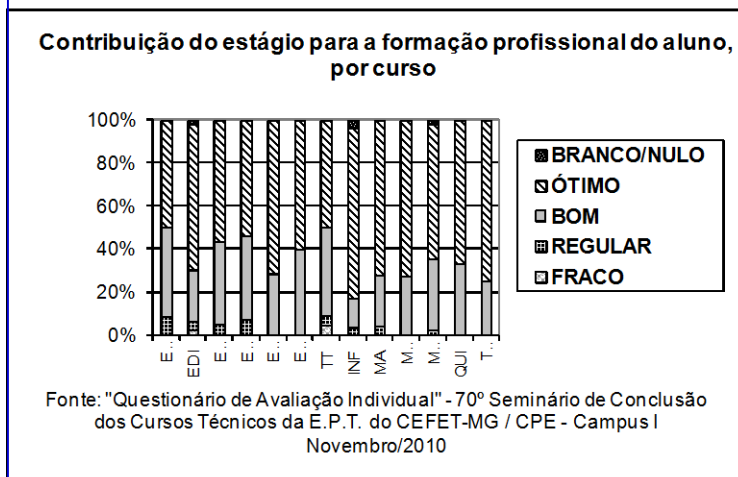 Contribuição do estágio para a formação profissional do aluno,
por curso
100%
80%
60%
40%
20%
0%
E..
EDI
E..
E..
E..
E..
TT
INF
MA
M..
M..
QUI
T..
BRANCO/NULO
ÓTIMO
BOM
REGULAR
FRACO
Fonte: "Questionário de Avaliação Individual" - 70º Seminário de Conclusão
dos Cursos Técnicos da E.P.T. do CEFET-MG / CPE - Campus I
Novembro/2010